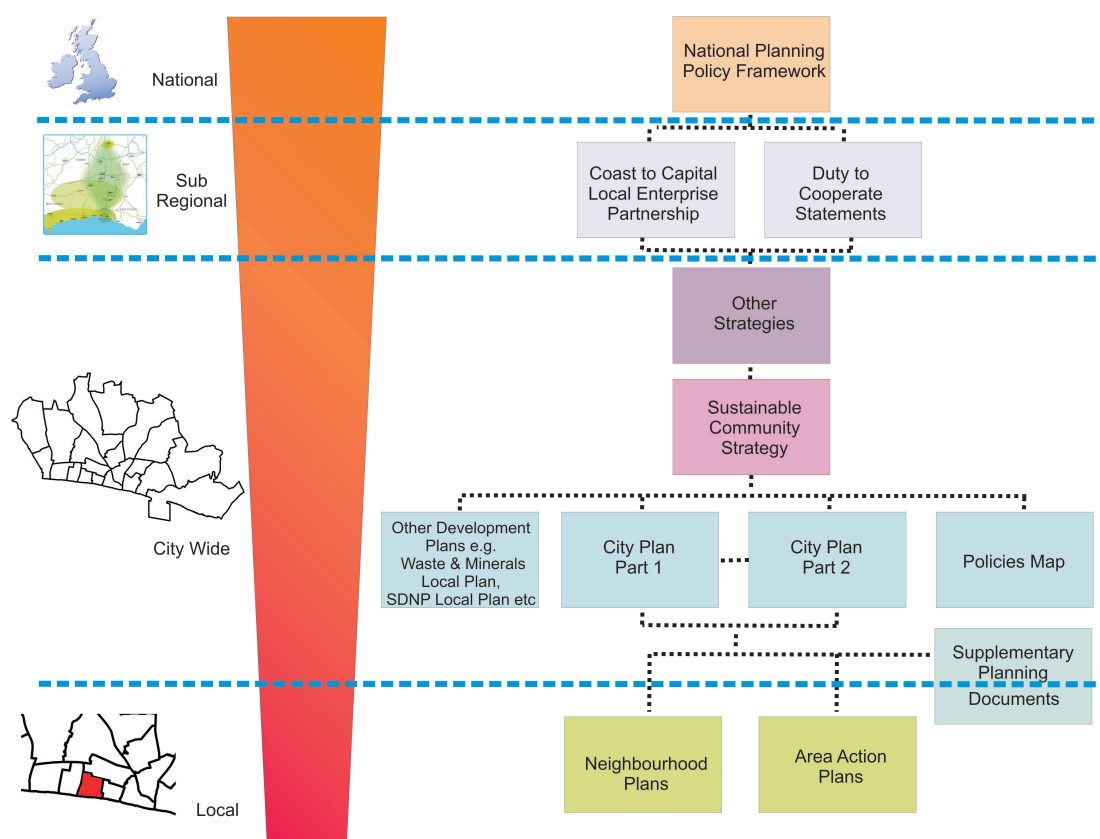 National Planning
Policy Framework
National
Sub
Regional
Coast to Capital
Local Enterprise
Partnership
Duty to
Cooperate
Statements
Other
Strategies
Sustainable
Community
Strategy
City Wide
Other Development
Plans e.g.
Waste & Minerals
Local Plan,
SDNP Local Plan etc
City Plan
Part 1
City Plan
Part 2
Policies Map
Supplementary
Planning
Documents
Neighbourhood
Plans
Area Action
Plans
Local